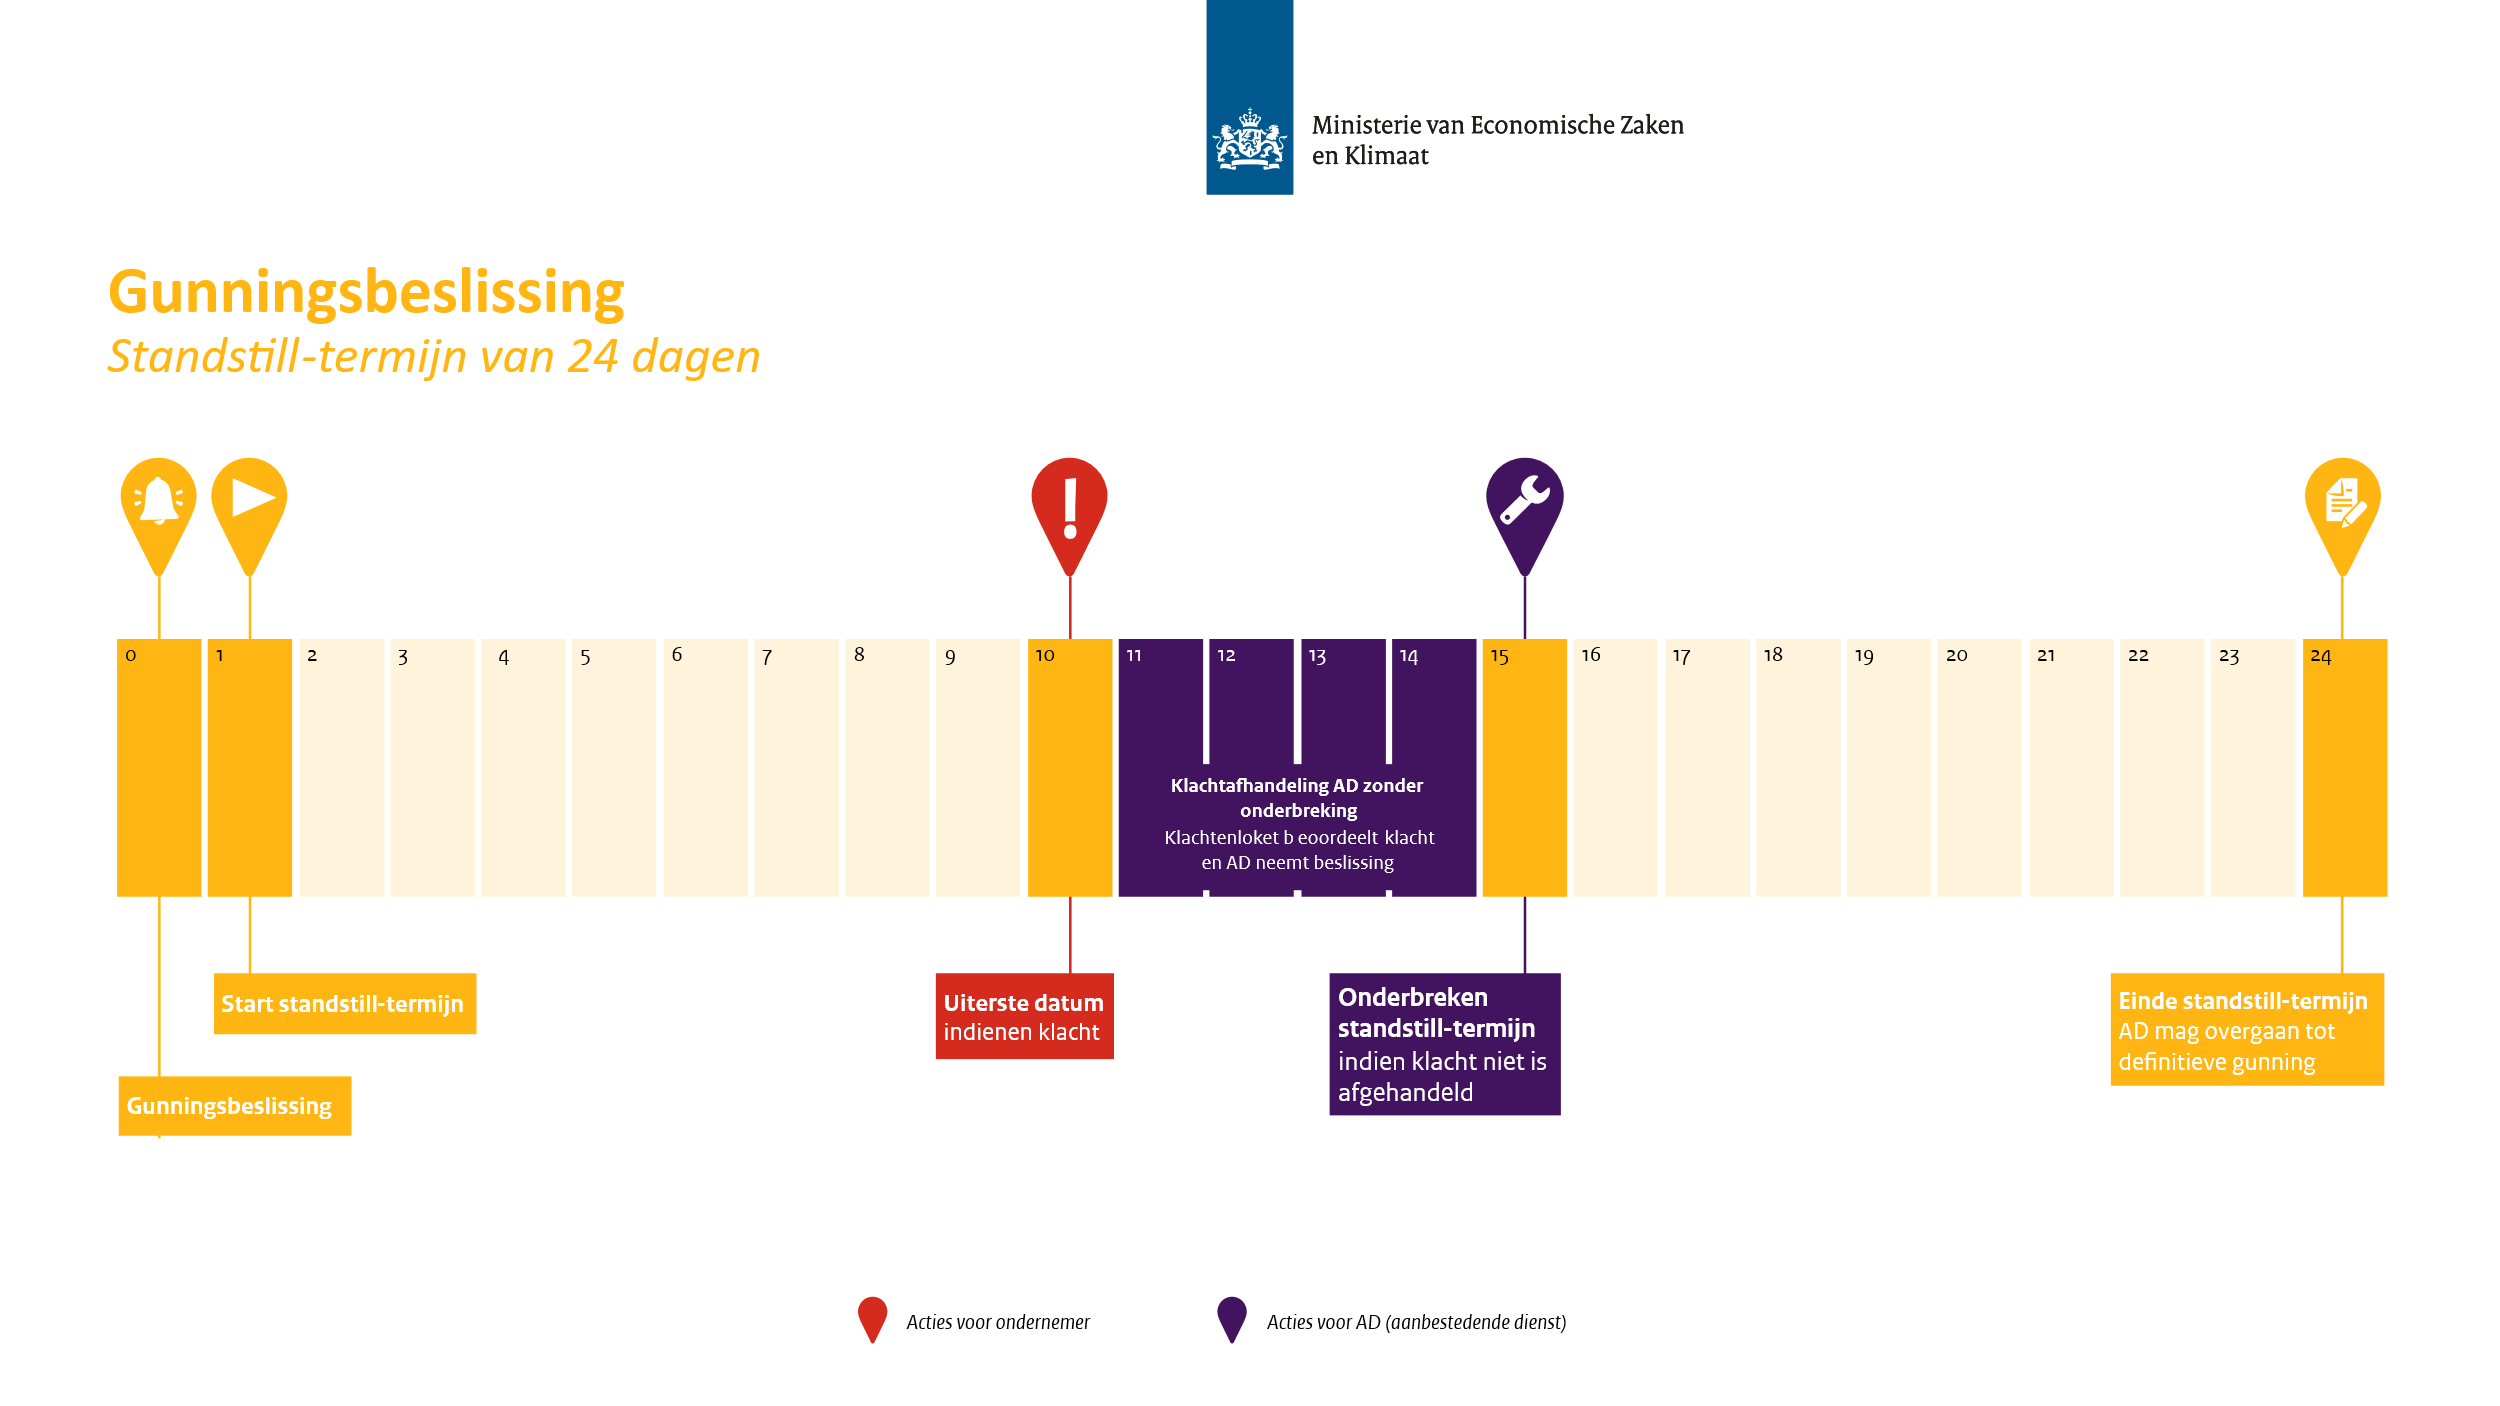 Ministerie van Economische Zaken
en Klimaat
Gunningsbeslissing
Standstill-termijn van 24 dagen
0 1 2 3 4 5 6 7 8 9 10 11 12 13 14 15 16 17 18 19 20 21 22 23 24
Klachtafhandeling AD zonder
onderbreking
Klachtenloket b eoordeelt klacht
en AD neemt beslissing
Start standstill-termijn
Gunningsbeslissing
Uiterste datum
indienen klacht
Onderbreken
standstill-termijn
indien klacht niet is
afgehandeld
Einde standstill-termijn
AD mag overgaan tot
definitieve gunning
Acties voor ondernemer
Acties voor AD (aanbestedende dienst)